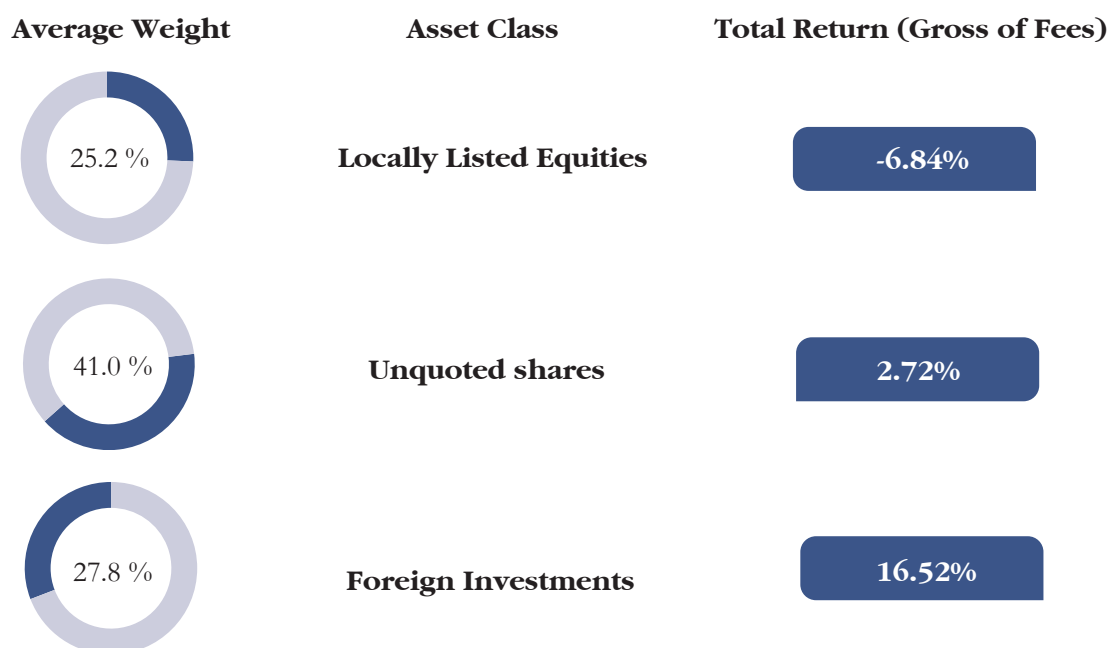 Average Weight Asset Class Total Return (Gross of Fees)
25.2 % Locally Listed Equities -6.84%
41.0 % Unquoted shares 2.72%
27.8 % Foreign Investments 16.52%